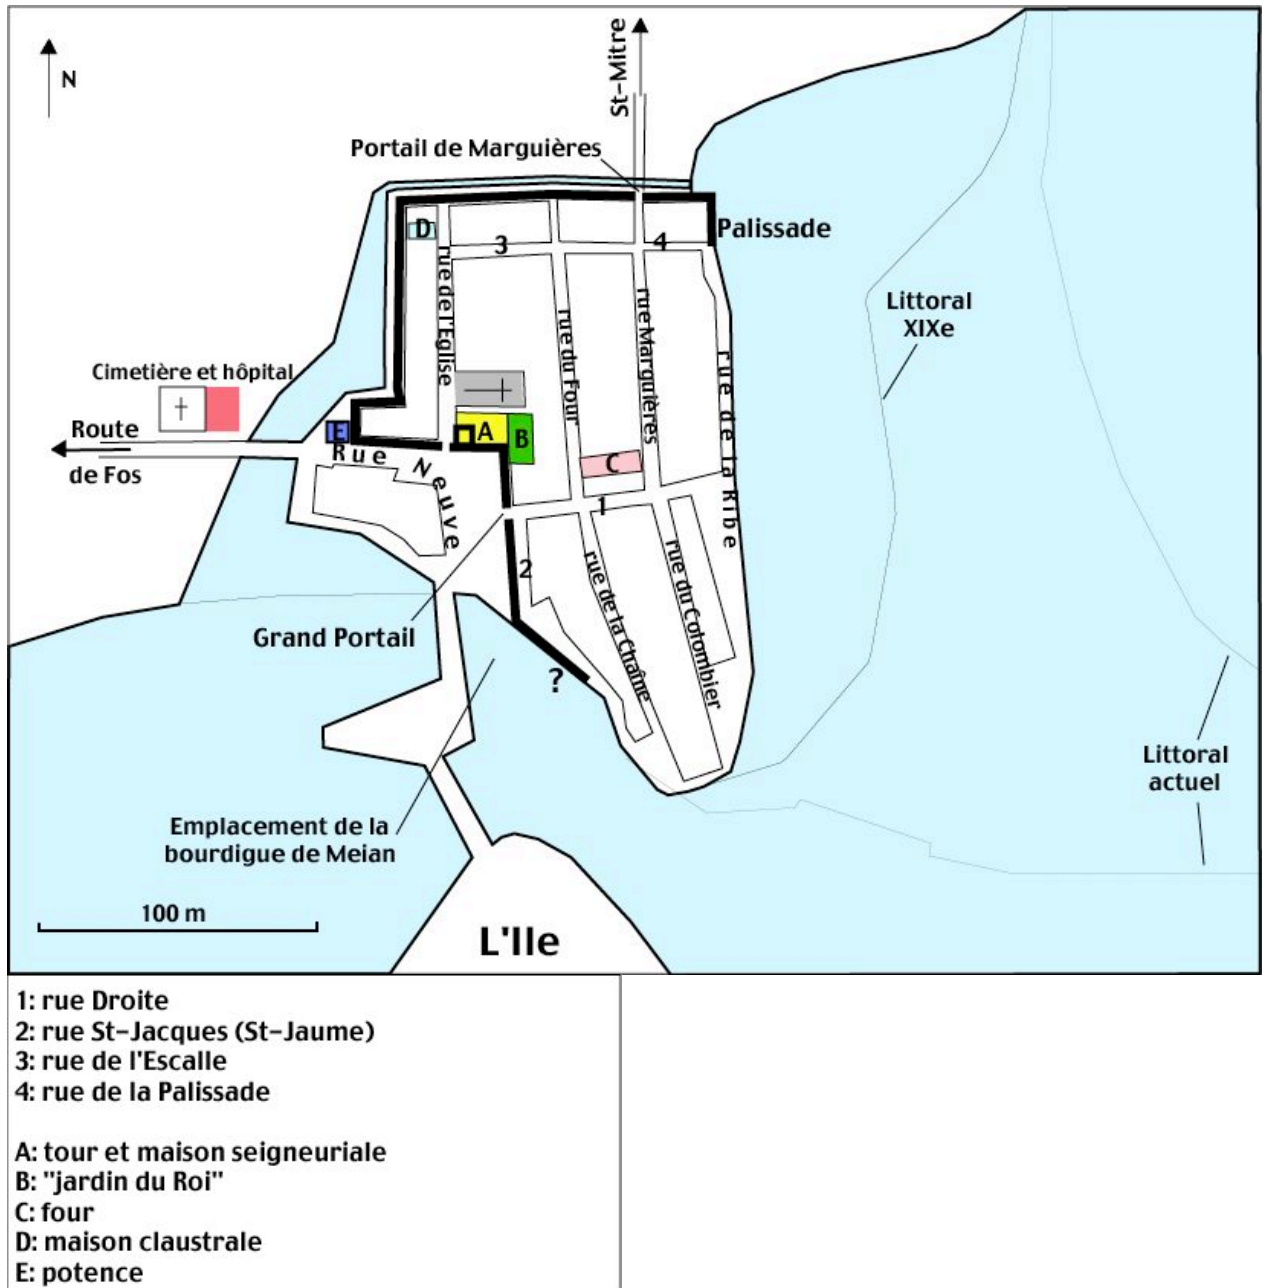 N
St-Mitre
Portail de Marguières
Palissade
D
3
4
rue de l'Eglise
rue du Four
rue Marguières
rue de la Ribe
Littoral
XIXe
Cimetière et hôpital
Route
de Fos
E
A
B
C
Rue Neuve
1
2
rue de la Chaîne
rue du Colombier
Grand Portail
?
Littoral
actuel
Emplacement de la
bourdigue de Meian
100 m
L'Ile
1: rue Droite
2: rue St-Jacques (St-Jaume)
3: rue de l'Escalle
4: rue de la Palissade
A: tour et maison seigneuriale
B: "jardin du Roi"
C: four
D: maison claustrale
E: potence